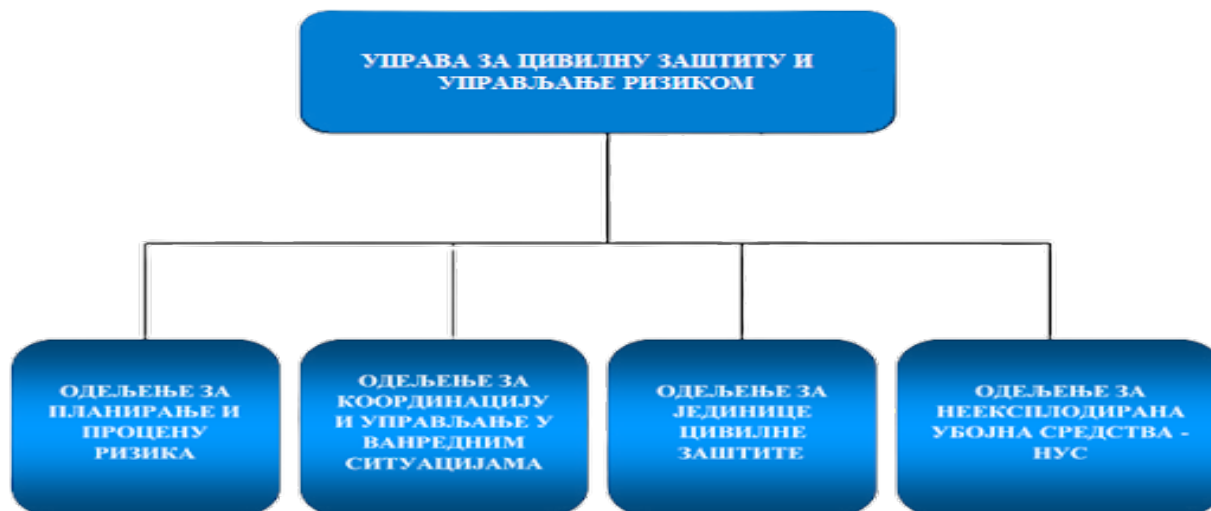 УПРАВА ЗА ЦИВИЛНУ ЗАШТИТУ И
УПРАВЉАЊЕ РИЗИКОМ
ОДЕЉЕЊЕ ЗА
ПЛАНИРАЊЕ И
ПРОЦЕНУ
РИЗИКА
ОДЕЉЕЊЕ ЗА
КООРДИНАЦИЈУ
И УПРАВЉАЊЕ У
ВАНРЕДНИМ
СИТУАЦИЈАМА
ОДЕЉЕЊЕ ЗА
ЈЕДИНИЦЕ
ЦИВИЛНЕ
ЗАШТИТЕ
ОДЕЉЕЊЕ ЗА
НЕЕКСПЛОДИРАНА
УБОЈНА СРЕДСТВА -
НУС